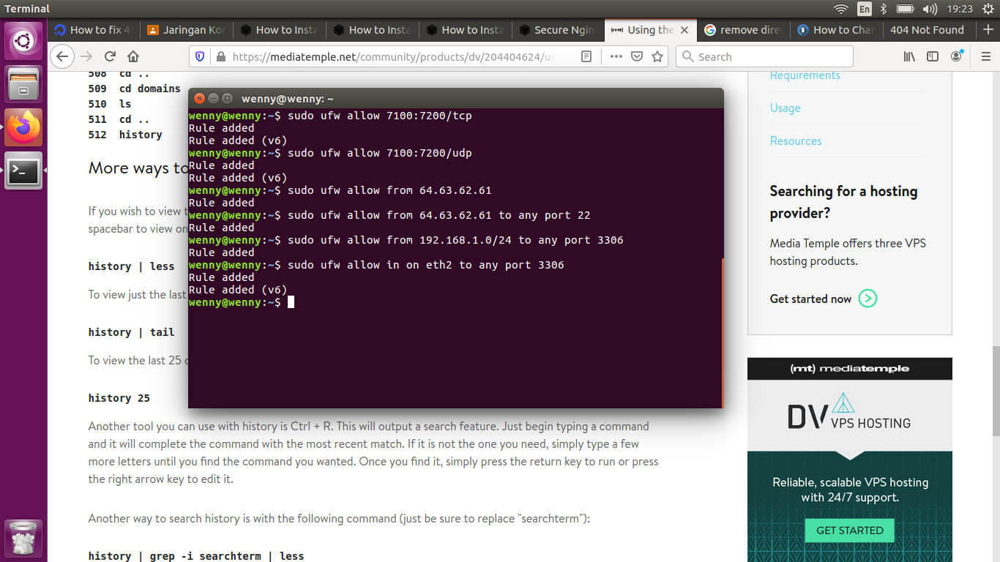 Terminal
En
19:23
How to fix 4
Jaringan Kor
How to Insta
How to Insta
How to Insta
Secure Ngin
(mt) Using the
remove dire
How to Chan
404 Not Found
https://mediatemple.net/community/products/dv/204404624/us
Search
508 cd ..
509 cd domains
510 ls
511 cd ..
512 history
More ways to
If you wish to view t
spacebar to view on
history | less
To view just the last
history | tail
To view the last 25 c
history 25
Another tool you can use with history is Ctrl + R. This will output a search feature. Just begin typing a command
and it will complete the command with the most recent match. If it is not the one you need, simply type a few
more letters until you find the command you wanted. Once you find it, simply press the return key to run or press
the right arrow key to edit it.
Another way to search history is with the following command (just be sure to replace "searchterm"):
history | grep -i searchterm | less
wenny@wenny: ~
wenny@wenny:~$ sudo ufw allow 7100:7200/tcp
Rule added
Rule added (v6)
wenny@wenny:~$ sudo ufw allow 7100:7200/udp
Rule added
Rule added (v6)
wenny@wenny:~$ sudo ufw allow from 64.63.62.61
Rule added
wenny@wenny:~$ sudo ufw allow from 64.63.62.61 to any port 22
Rule added
wenny@wenny:~$ sudo ufw allow from 192.168.1.0/24 to any port 3306
Rule added
wenny@wenny:~$ sudo ufw allow in on eth2 to any port 3306
Rule added
Rule added (v6)
wenny@wenny:~$
Requirements
Usage
Resources
Searching for a hosting
provider?
Media Temple offers three VPS
hosting products.
Get started now
(mt) mediatemple
DV VPS HOSTING
Reliable, scalable VPS hosting
with 24/7 support.
GET STARTED